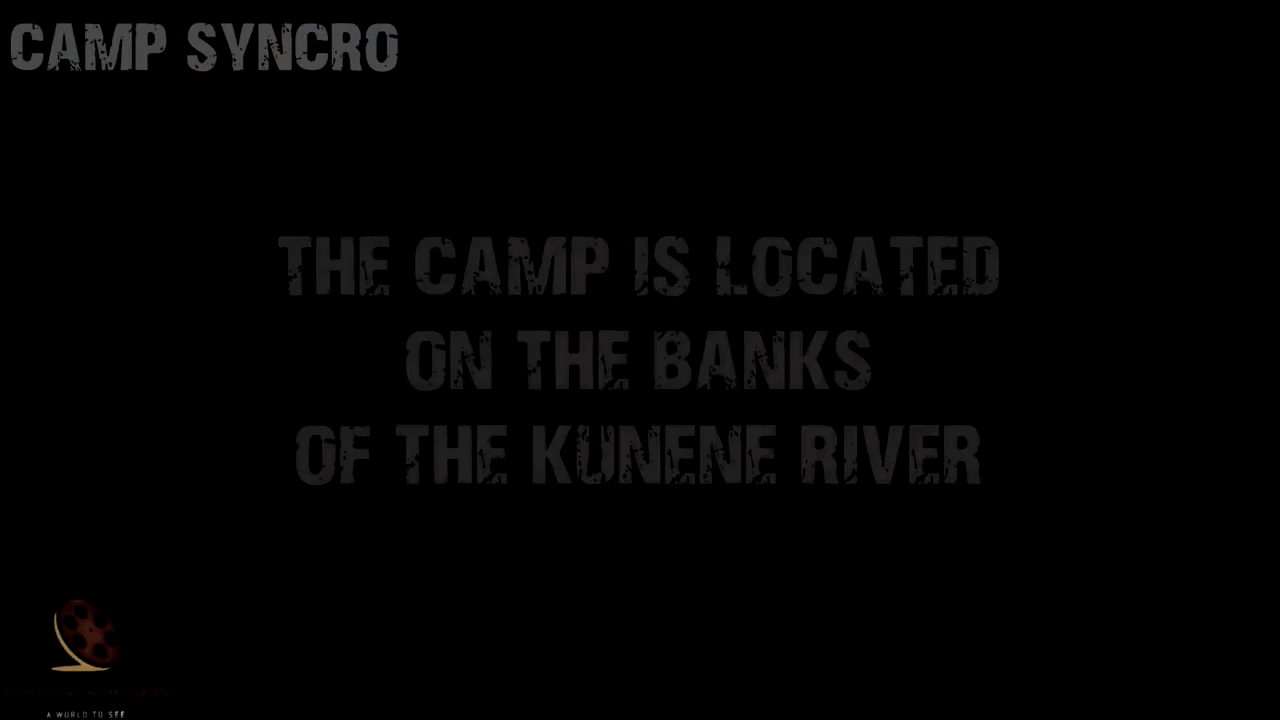 CAMP SYNCRO
THE CAMP IS LOCATED
ON THE BANKS
OF THE KUNENE RIVER
A WORLD TO SEE